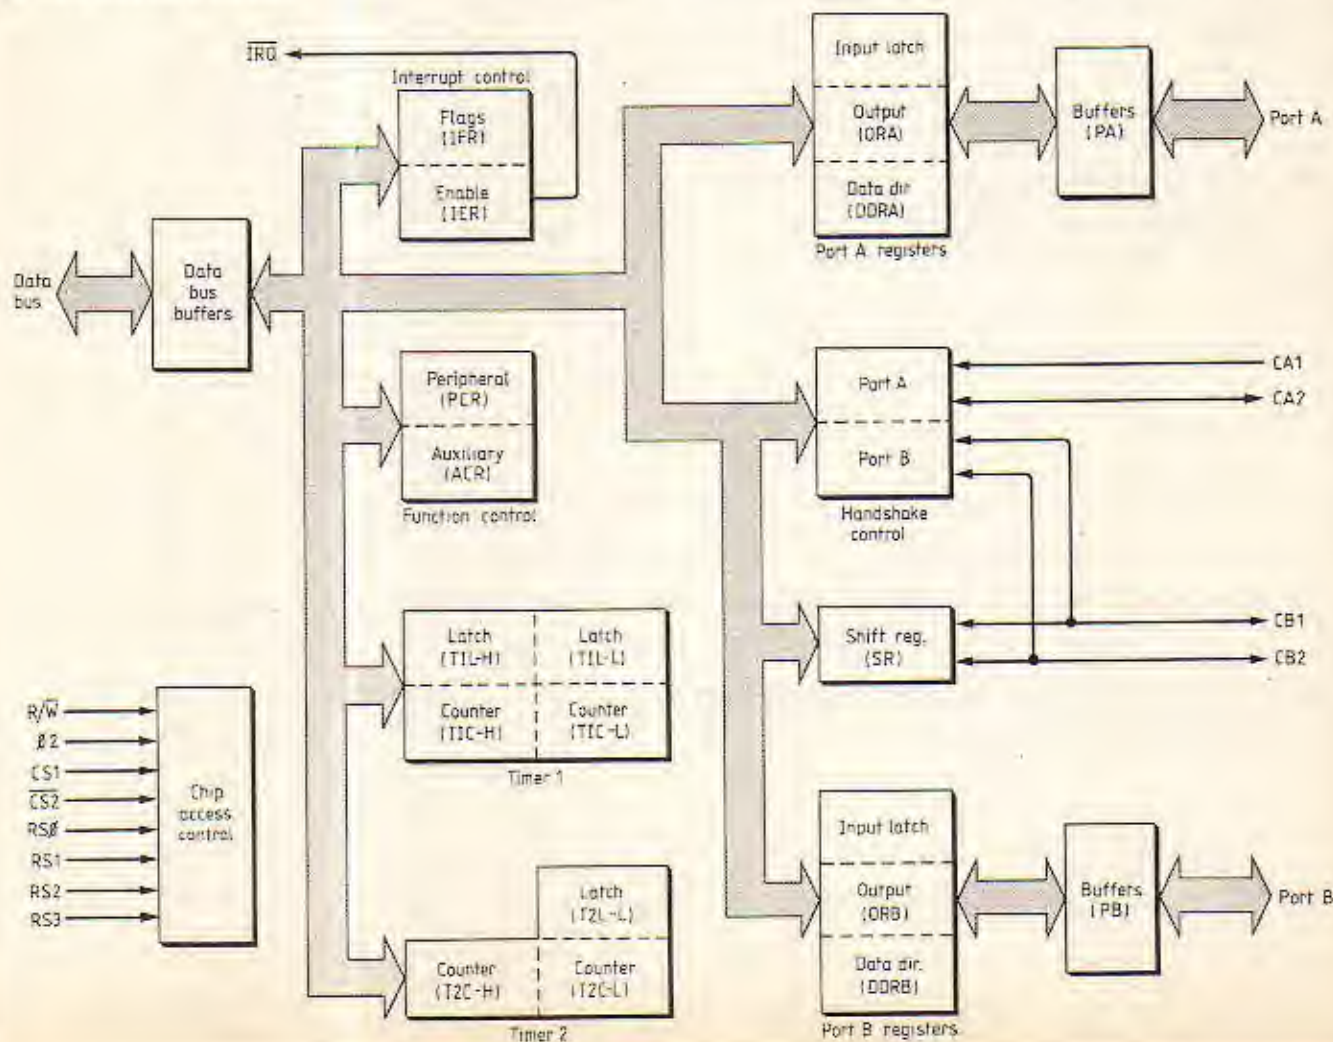 IRQ
Interrupt control
Flags
(IFR)
Enable
(IER)
Data
bus
Data
bus
buffers
Peripheral
(PCR)
Auxiliary
(ACR)
Function control
Latch
(T1L-H)
Latch
(T1L-L)
Counter
(T1C-H)
Counter
(T1C-L)
Timer 1
Latch
(T2L-L)
Counter
(T2C-H)
Counter
(T2C-L)
Timer 2
R/W
Ø2
CS1
CS2
RSØ
RS1
RS2
RS3
Chip
access
control
Input latch
Output
(ORA)
Data dir
(DDRA)
Port A registers
Buffers
(PA)
Port A
Port A
Port B
Handshake
control
CA1
CA2
Shift reg.
(SR)
CB1
CB2
Input latch
Output
(ORB)
Data dir.
(DDRB)
Port B registers
Buffers
(PB)
Port B